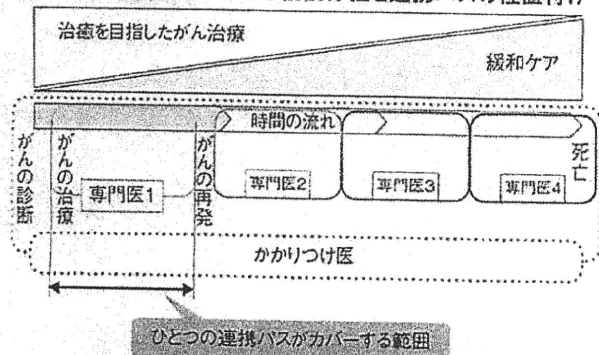 治癒を目指したがん治療
緩和ケア
時間の流れ
がんの診断
がんの治療
専門医1
がんの再発
専門医2
専門医3
専門医4
死亡
かかりつけ医
ひとつの連携パスがカバーする範囲